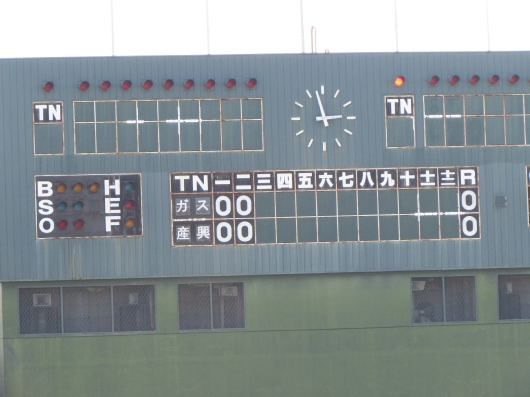 TN
TN
B H
S E
O F
TN 一 二 三 四 五 六 七 八 九 十 士 士 R
ガス 0 0 0
産興 0 0 0